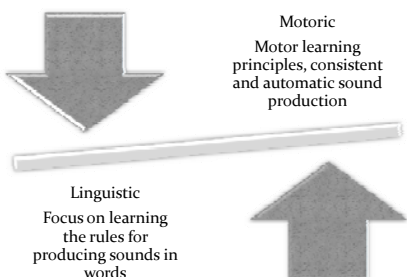 Motoric
Motor learning
principles, consistent
and automatic sound
production
Linguistic
Focus on learning
the rules for
producing sounds in
words